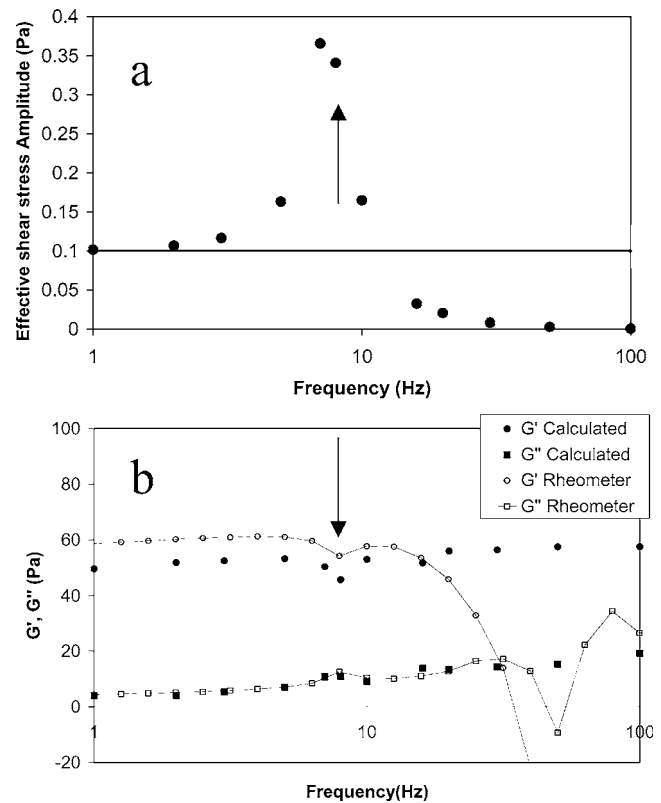 Effective shear stress Amplitude (Pa)
a
0.4
0.35
0.3
0.25
0.2
0.15
0.1
0.05
0
1
10
100
Frequency (Hz)
b
G', G" (Pa)
100
80
60
40
20
0
-20
1
10
100
Frequency(Hz)
G' Calculated
G" Calculated
G' Rheometer
G" Rheometer